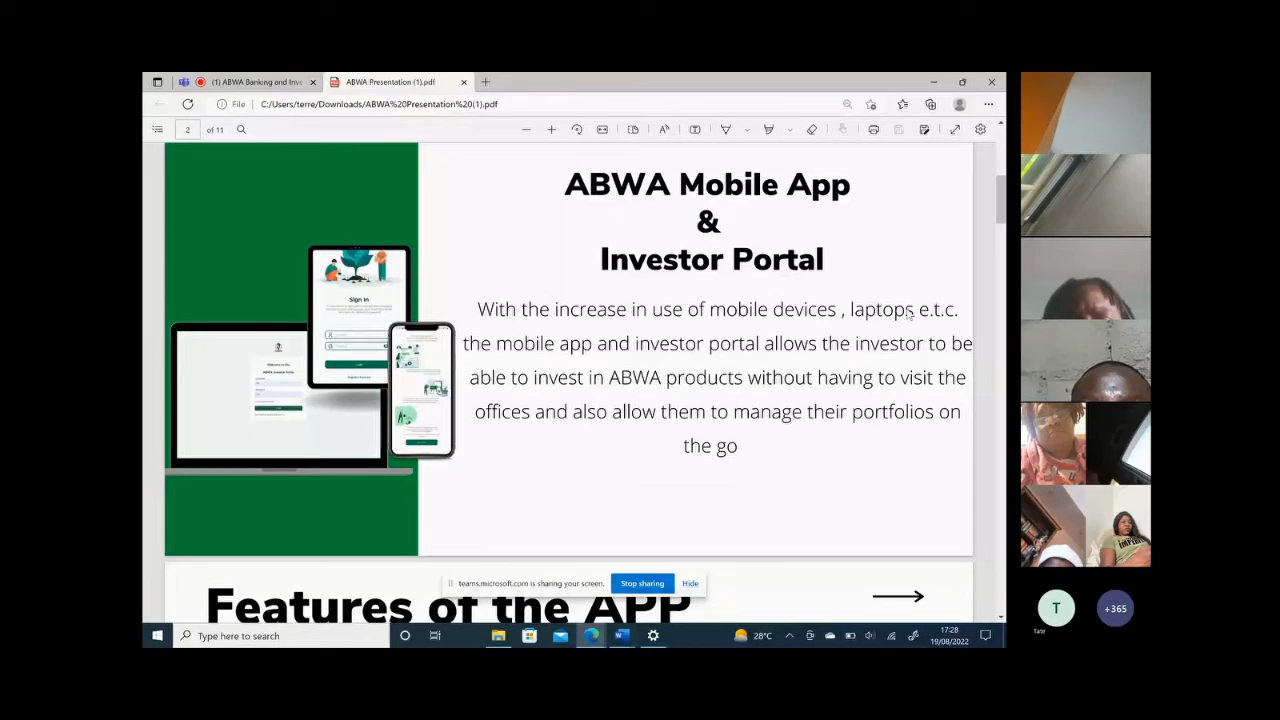 (1) ABWA Banking and Inve
ABWA Presentation (1).pdf
File
C:/Users/terre/Downloads/ABWA%20Presentation%20(1).pdf
2
of 11
ABWA Mobile App
&
Investor Portal
With the increase in use of mobile devices , laptops e.t.c.
the mobile app and investor portal allows the investor to be
able to invest in ABWA products without having to visit the
offices and also allow them to manage their portfolios on
the go
Sign In
teams.microsoft.com is sharing your screen.
Stop sharing
Hide
Features of the APP
Type here to search
28°C
17:28
19/08/2022
T
+365
Tate